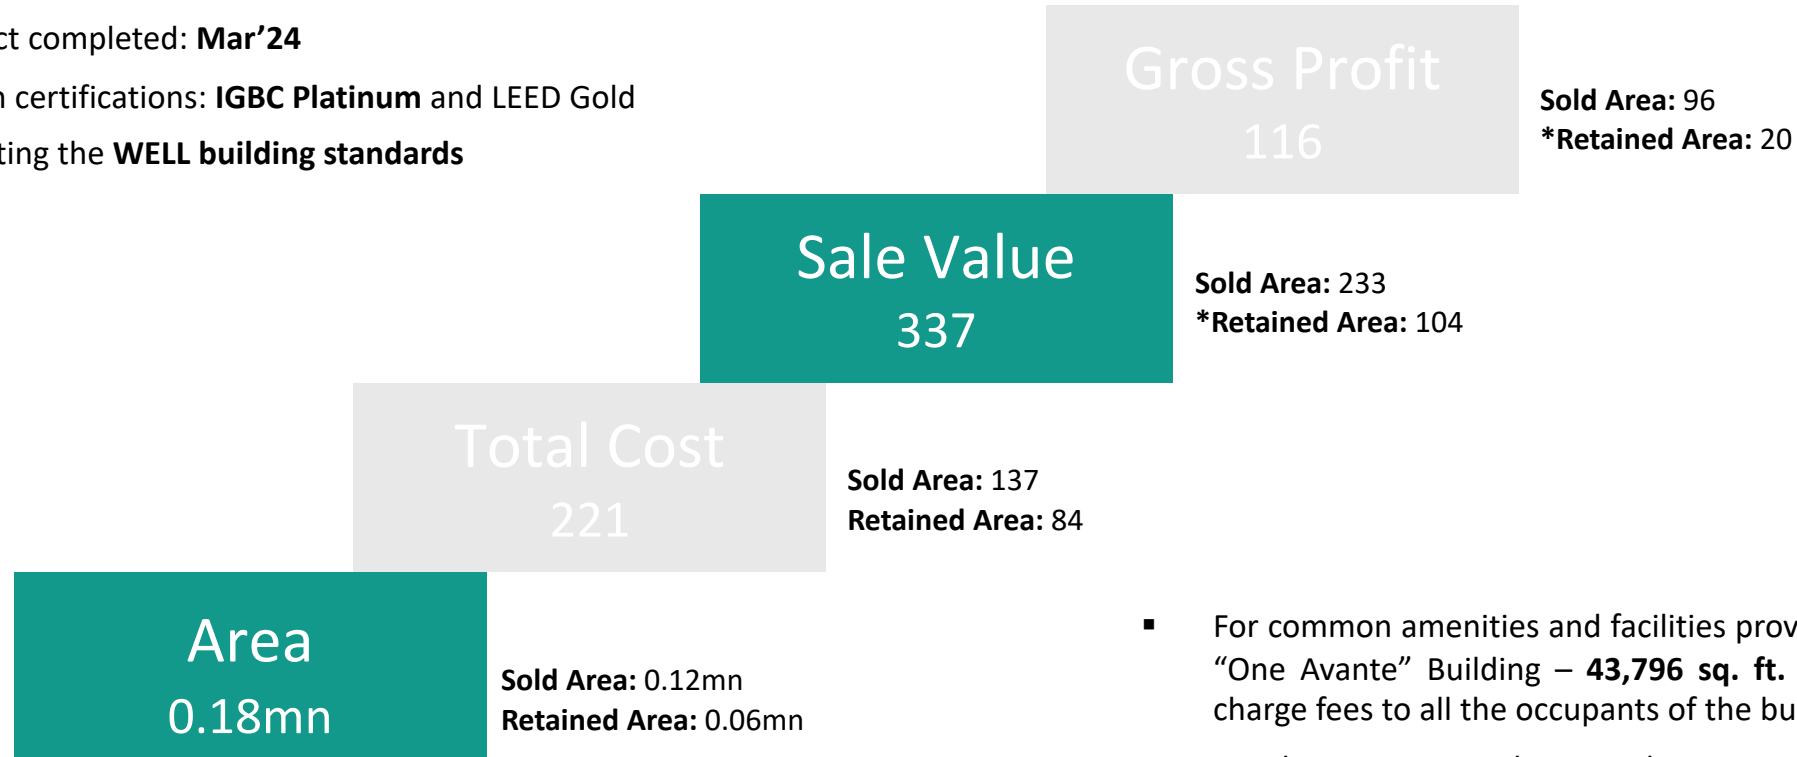 ct completed: Mar’24
n certifications: IGBC Platinum and LEED Gold
ting the WELL building standards
Gross Profit
116
Sold Area: 96
*Retained Area: 20
Sale Value
337
Sold Area: 233
*Retained Area: 104
Total Cost
221
Sold Area: 137
Retained Area: 84
Area
0.18mn
Sold Area: 0.12mn
Retained Area: 0.06mn
▪ For common amenities and facilities prov
“One Avante” Building – 43,796 sq. ft.
charge fees to all the occupants of the bu